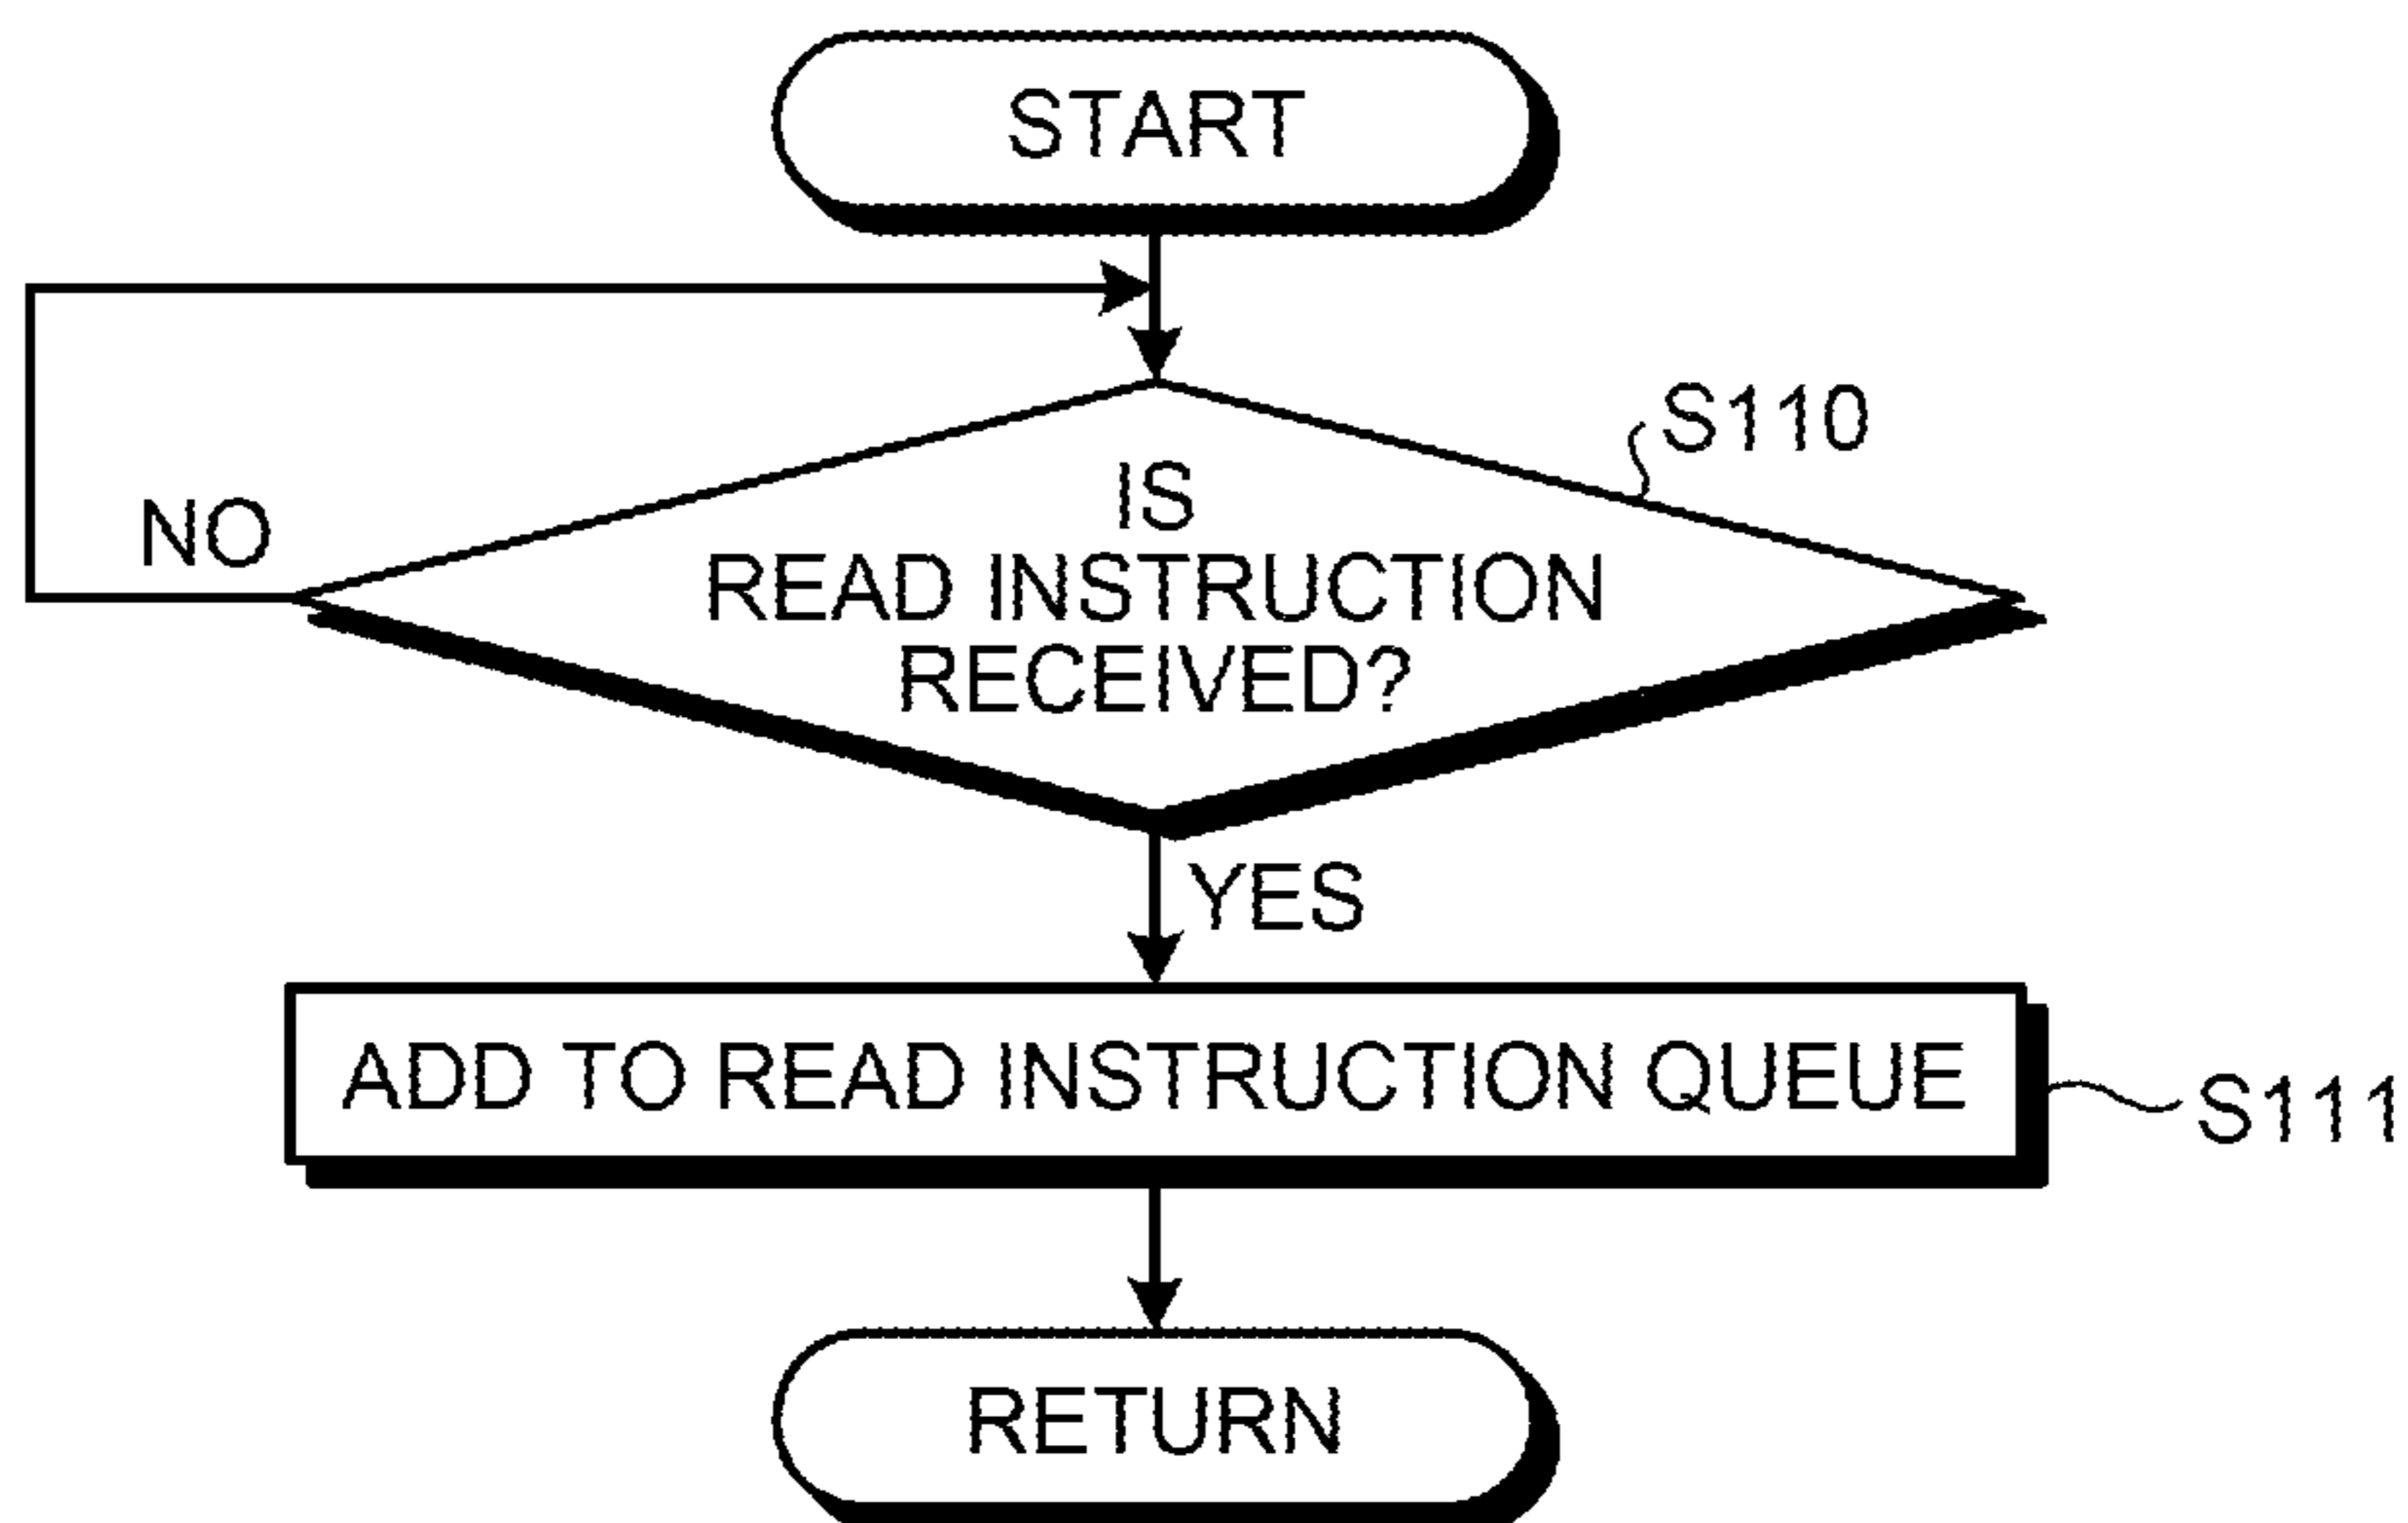 START
S110
IS
READ INSTRUCTION
RECEIVED?
NO
YES
ADD TO READ INSTRUCTION QUEUE
S111
RETURN